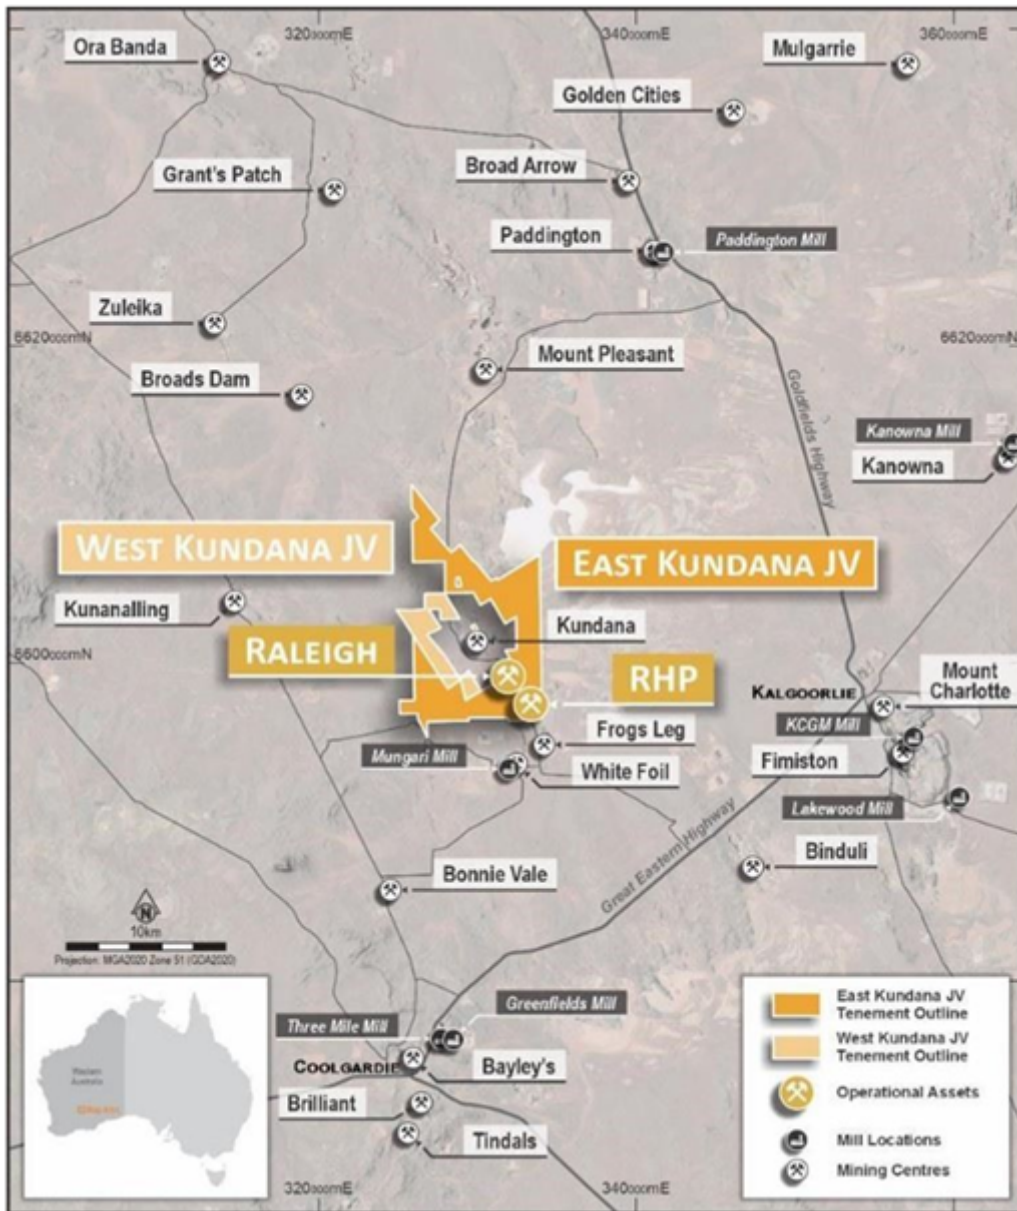 320000mE
340000mE
360000mE
Ora Banda
Mulgarrie
Golden Cities
Broad Arrow
Grant's Patch
Paddington
Paddington Mill
Zuleika
6620000mN
6620000mN
Mount Pleasant
Broads Dam
Goldfields Highway
Kanowna Mill
Kanowna
WEST KUNDANA JV
EAST KUNDANA JV
Kunanalling
Kundana
RALEIGH
6600000mN
RHP
KALGOORLIE
Mount
Charlotte
KCGM Mill
Frogs Leg
Mungari Mill
White Foil
Fimiston
Lakewood Mill
Great Eastern Highway
Binduli
Bonnie Vale
N
10km
Projection: MGA2020 Zone 51 (GDA2020)
Greenfields Mill
Three Mile Mill
COOLGARDIE
Bayley's
Brilliant
Tindals
Western
Australia
East Kundana JV
Tenement Outline
West Kundana JV
Tenement Outline
Operational Assets
Mill Locations
Mining Centres
320000mE
340000mE